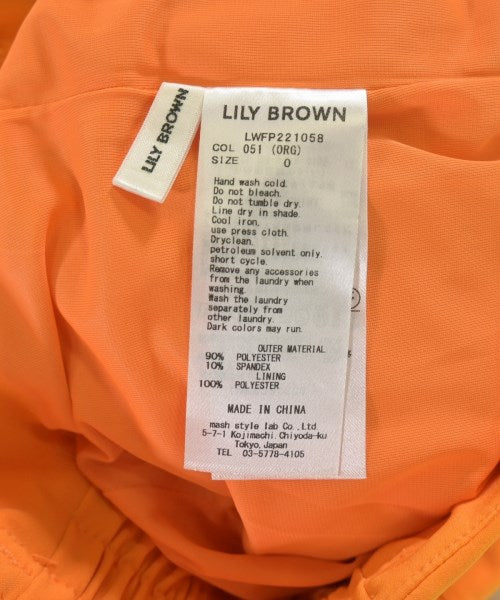 LILY BROWN
LILY BROWN
LWFP221058
COL 051 (ORG)
SIZE 0
Hand wash cold.
Do not bleach.
Do not tumble dry.
Line dry in shade.
Cool iron.
use press cloth.
Dryclean.
petroleum solvent only.
short cycle.
Remove any accessories
from the laundry when
washing.
Wash the laundry
separately from
other laundry.
Dark colors may run.
OUTER MATERIAL
90% POLYESTER
10% SPANDEX
LINING
100% POLYESTER
MADE IN CHINA
mash style lab Co.,Ltd.
5-7-1 Kojimachi, Chiyoda-ku
Tokyo, Japan
TEL 03-5778-4105